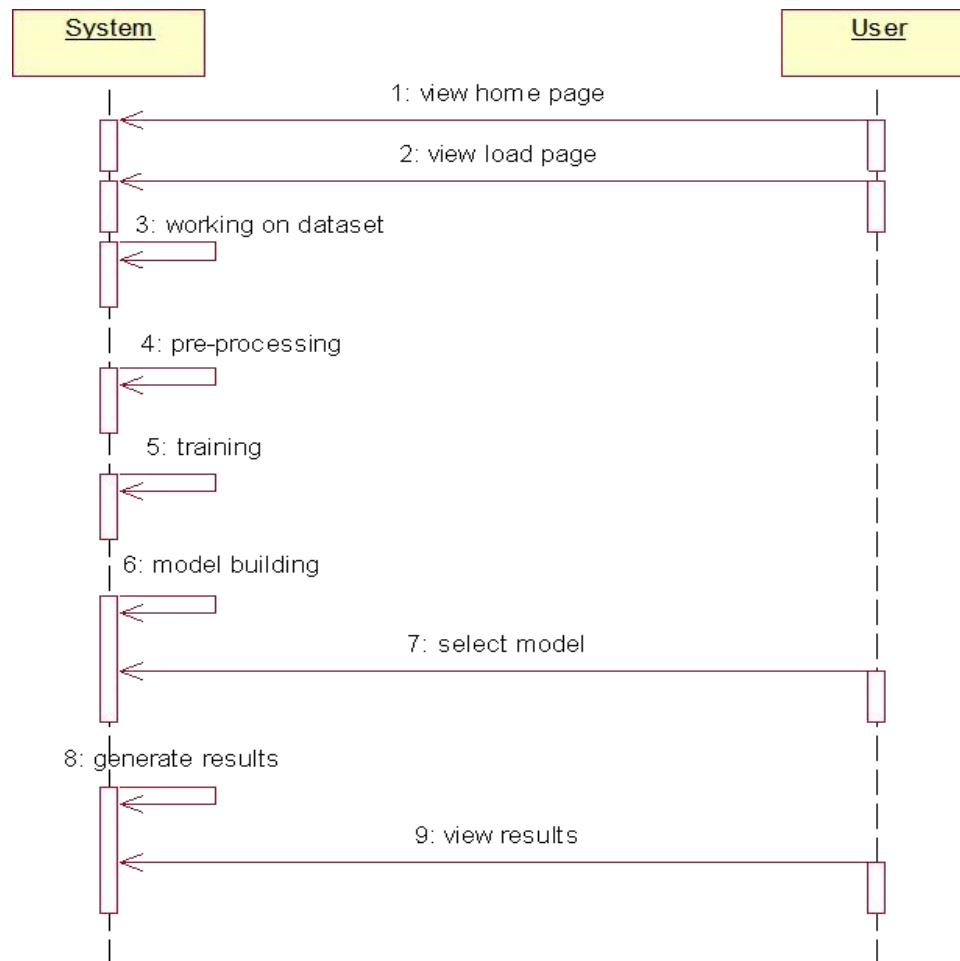 System
User
1: view home page
2: view load page
3: working on dataset
4: pre-processing
5: training
6: model building
7: select model
8: generate results
9: view results